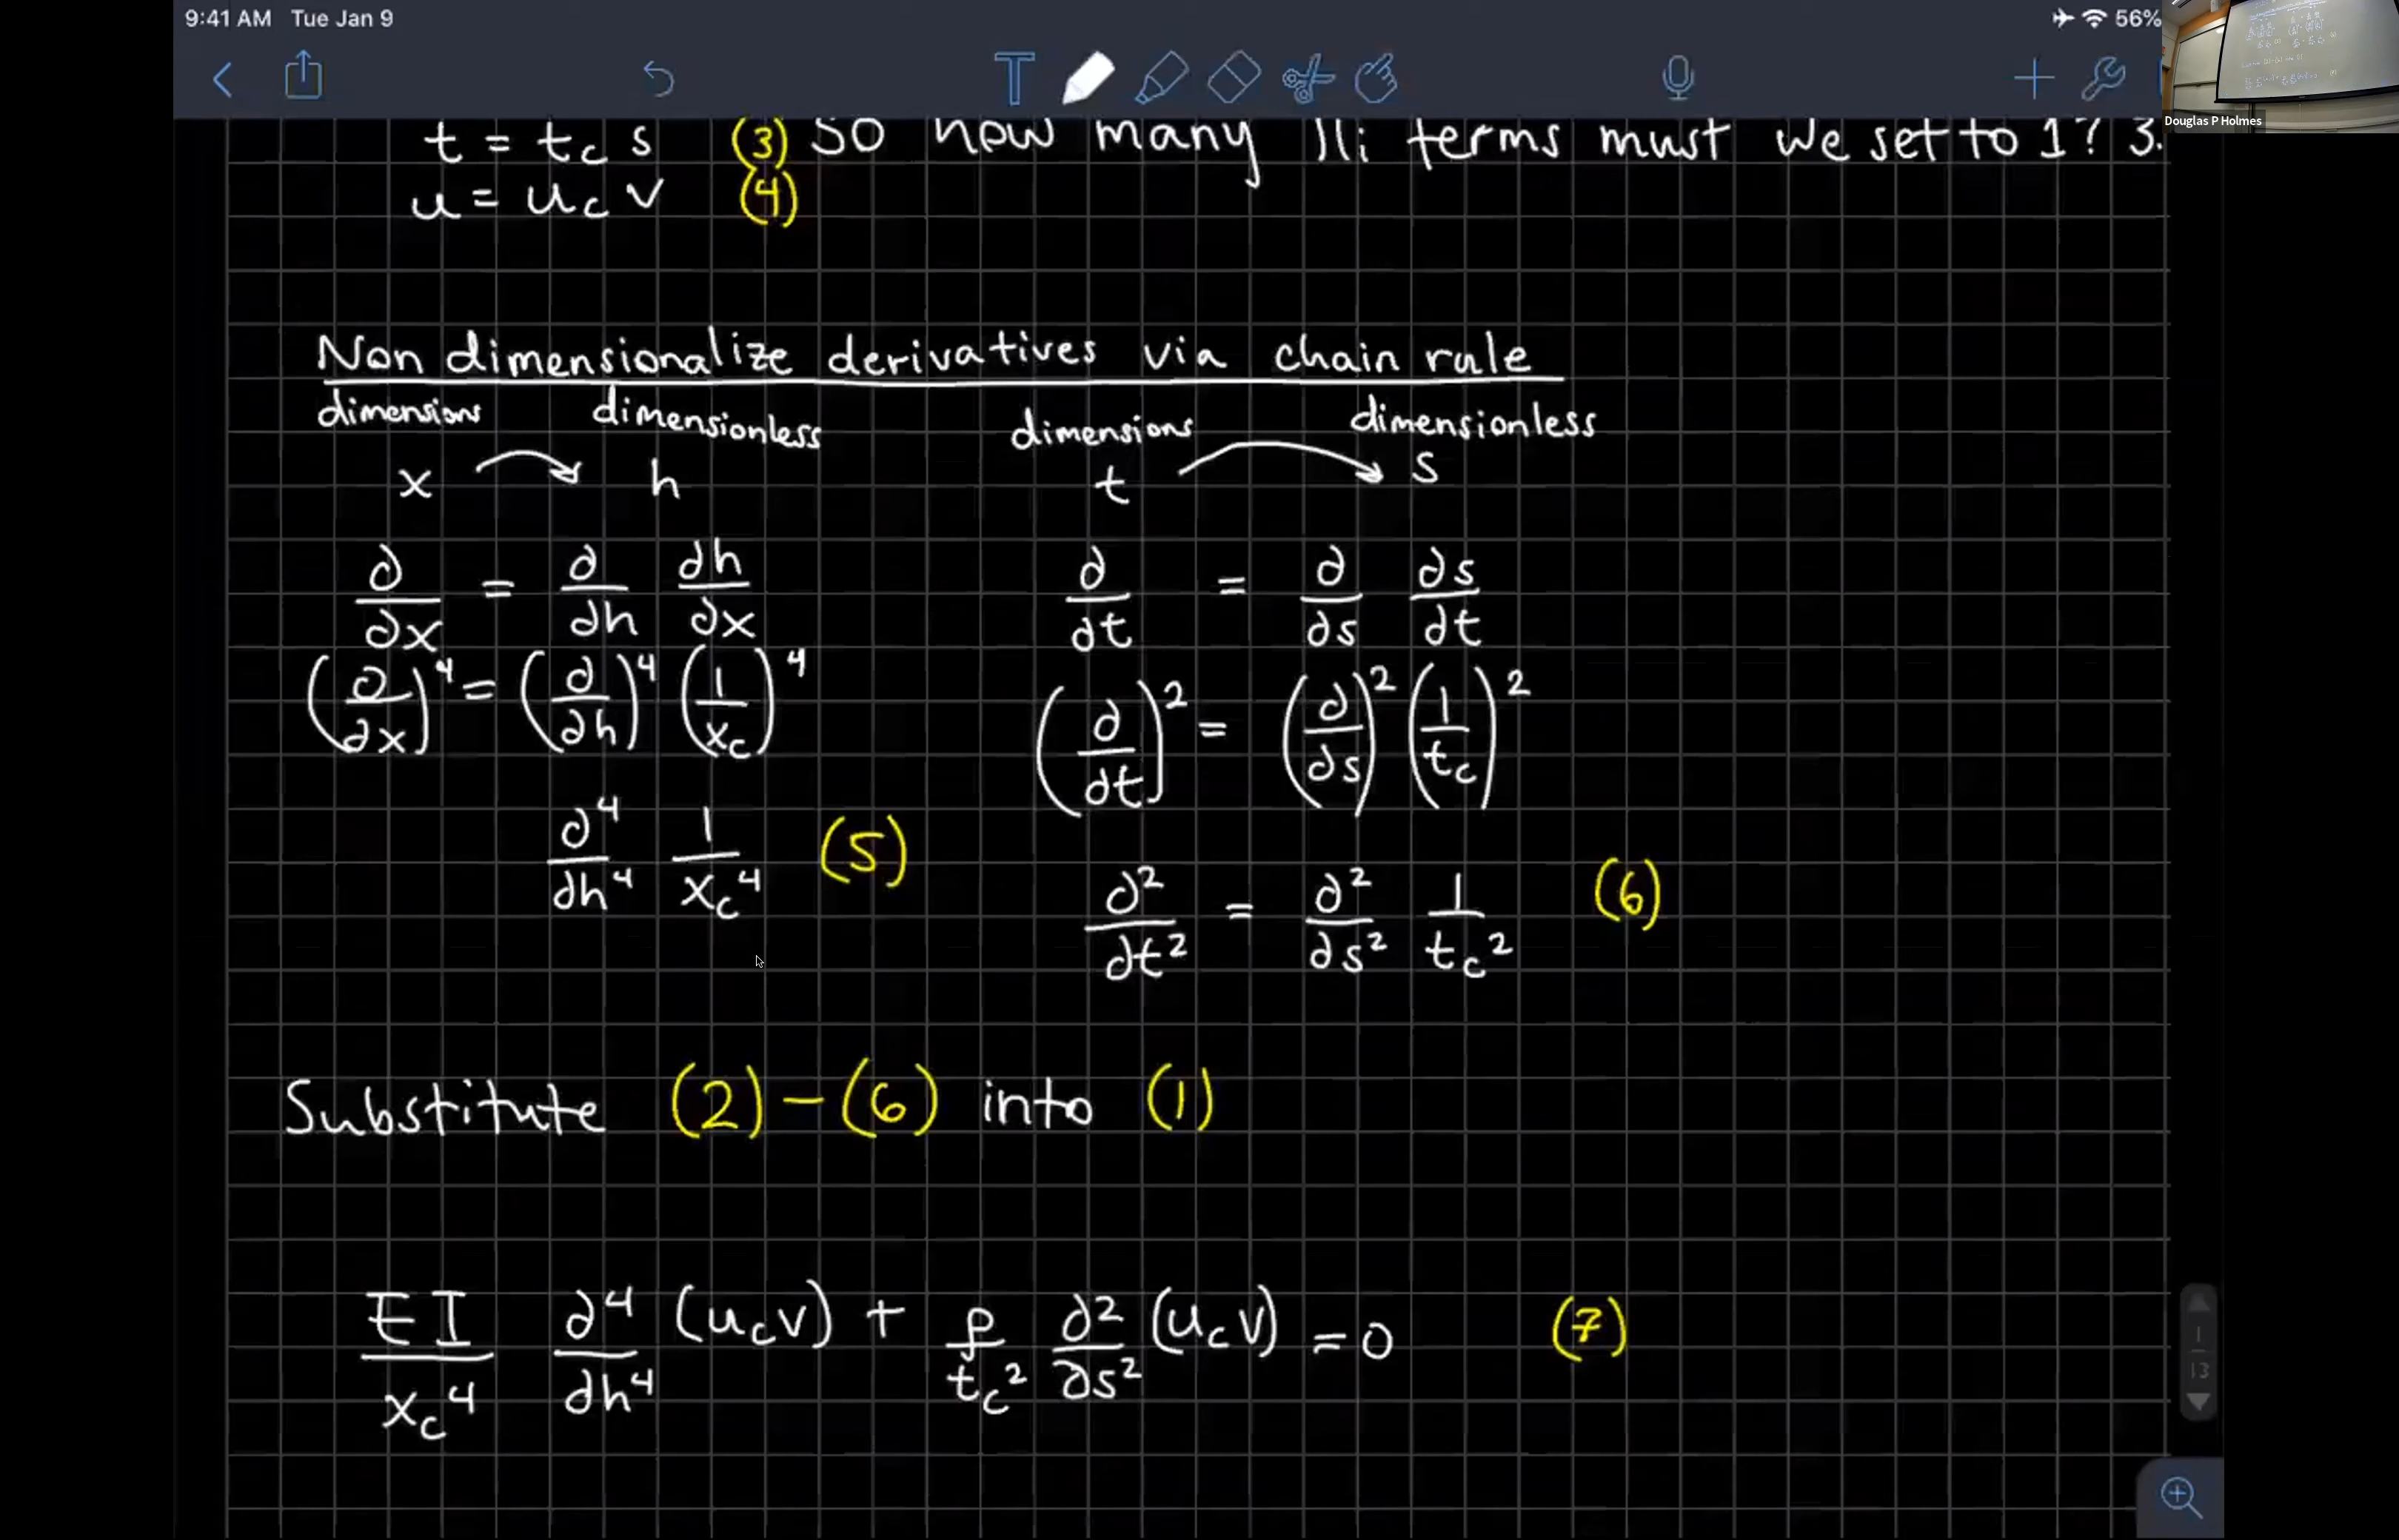 9:41 AM Tue Jan 9
56%
Douglas P Holmes
t = t_c s (3) So how many Πi terms must we set to 1? 3.
u = u_c v (4)
Non dimensionalize derivatives via chain rule
dimensions dimensionless dimensions dimensionless
x h t s
∂/∂x = ∂/∂h ∂h/∂x ∂/∂t = ∂/∂s ∂s/∂t
(∂/∂x)^4 = (∂/∂h)^4 (1/x_c)^4 (∂/∂t)^2 = (∂/∂s)^2 (1/t_c)^2
∂^4/∂h^4 1/x_c^4 (5) ∂^2/∂t^2 = ∂^2/∂s^2 1/t_c^2 (6)
Substitute (2) – (6) into (1)
EI/x_c^4 ∂^4/∂h^4 (u_c v) + ρ/t_c^2 ∂^2/∂s^2 (u_c v) = 0 (7)
1
13